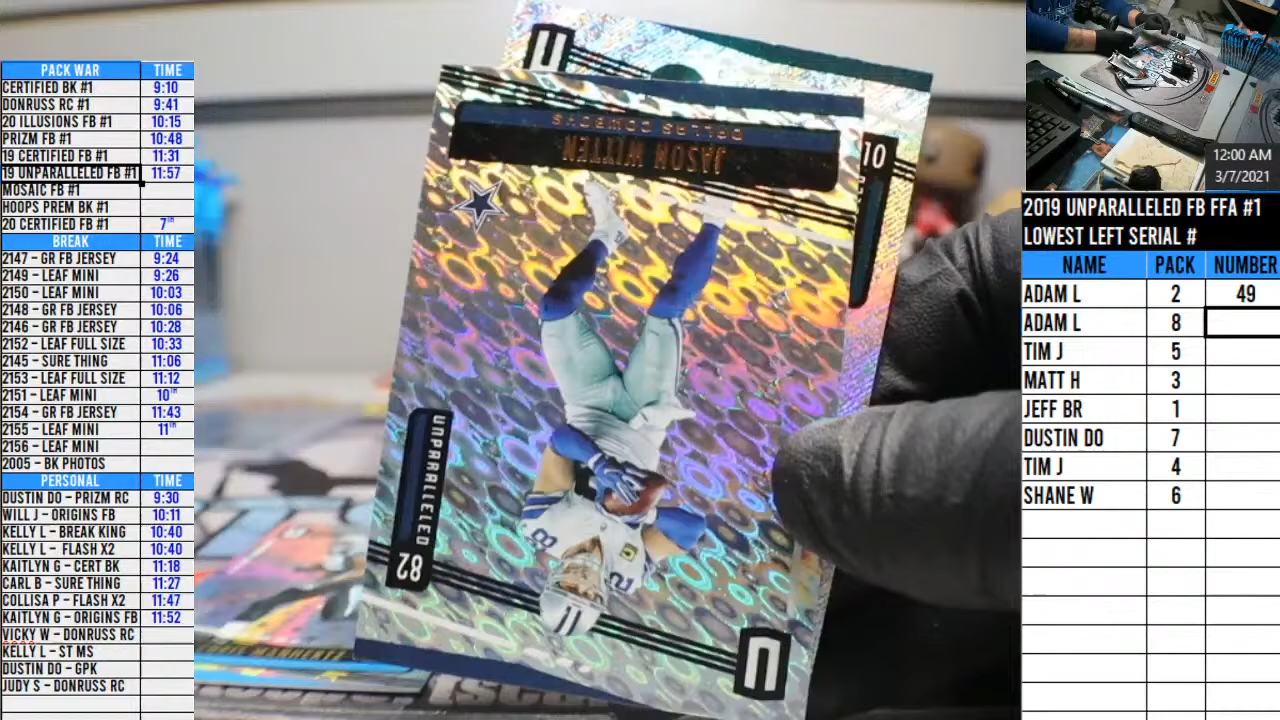 PACK WAR TIME
CERTIFIED BK #1 9:10
DONRUSS RC #1 9:41
20 ILLUSIONS FB #1 10:15
PRIZM FB #1 10:48
19 CERTIFIED FB #1 11:31
19 UNPARALLELED FB #1 11:57
MOSAIC FB #1
HOOPS PREM BK #1
20 CERTIFIED FB #1 7TH
BREAK TIME
2147 - GR FB JERSEY 9:24
2149 - LEAF MINI 9:26
2150 - LEAF MINI 10:03
2148 - GR FB JERSEY 10:06
2146 - GR FB JERSEY 10:28
2152 - LEAF FULL SIZE 10:33
2145 - SURE THING 11:06
2153 - LEAF FULL SIZE 11:12
2151 - LEAF MINI 10TH
2154 - GR FB JERSEY 11:43
2155 - LEAF MINI 11TH
2156 - LEAF MINI
2005 - BK PHOTOS
PERSONAL TIME
DUSTIN DO - PRIZM RC 9:30
WILL J - ORIGINS FB 10:11
KELLY L - BREAK KING 10:40
KELLY L - FLASH X2 10:40
KAITLYN G - CERT BK 11:18
CARL B - SURE THING 11:27
COLLISA P - FLASH X2 11:47
KAITLYN G - ORIGINS FB 11:52
VICKY W - DONRUSS RC
KELLY L - ST MS
DUSTIN DO - GPK
JUDY S - DONRUSS RC
U
10
DALLAS COWBOYS
JASON WITTEN
UNPARALLELED
82
U
12:00 AM
3/7/2021
2019 UNPARALLELED FB FFA #1
LOWEST LEFT SERIAL #
NAME PACK NUMBER
ADAM L 2 49
ADAM L 8
TIM J 5
MATT H 3
JEFF BR 1
DUSTIN DO 7
TIM J 4
SHANE W 6